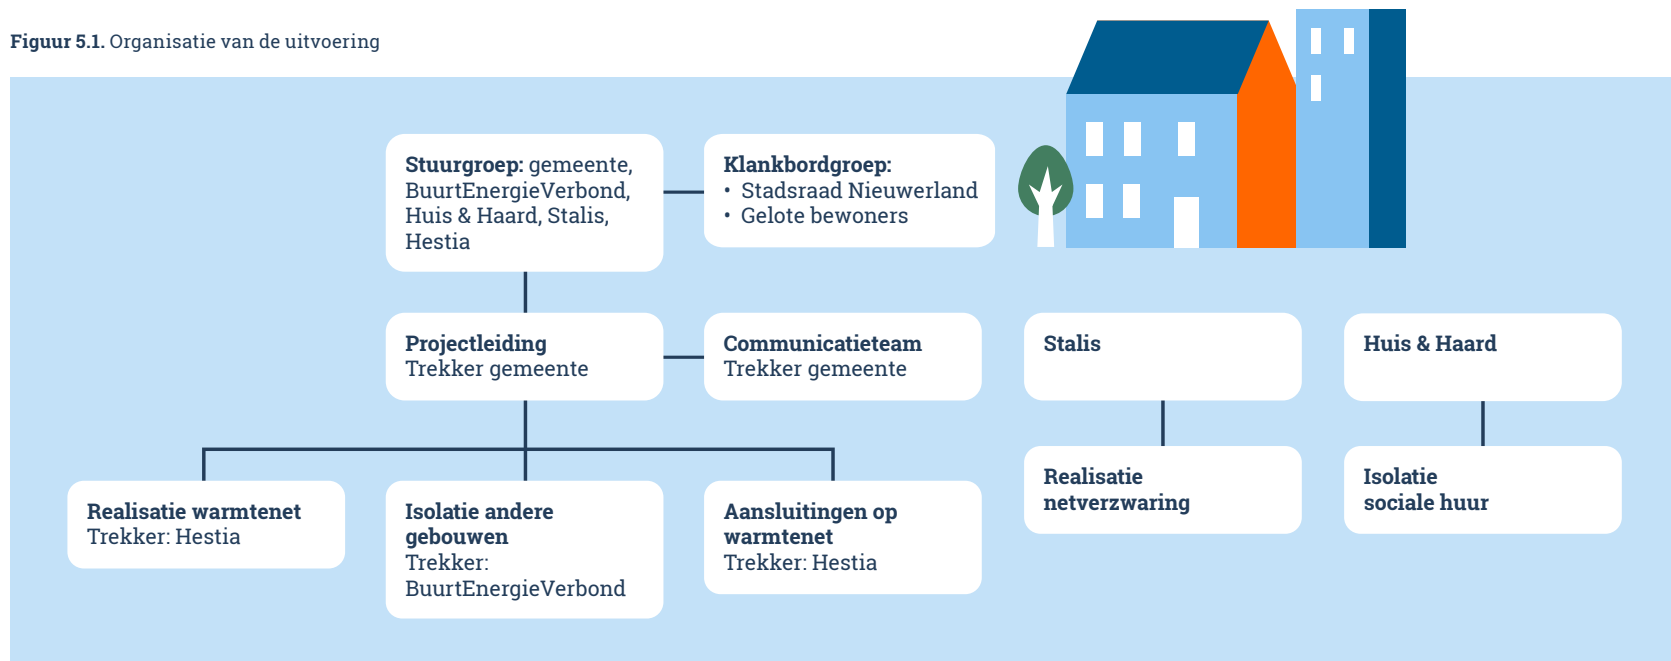 Figuur 5.1. Organisatie van de uitvoering
Stuurgroep: gemeente,
BuurtEnergieVerbond,
Huis & Haard, Stalis,
Hestia
Klankbordgroep:
• Stadsraad Nieuwerland
• Gelote bewoners
Projectleiding
Trekker gemeente
Communicatieteam
Trekker gemeente
Stalis
Huis & Haard
Realisatie warmtenet
Trekker: Hestia
Isolatie andere
gebouwen
Trekker:
BuurtEnergieVerbond
Aansluitingen op
warmtenet
Trekker: Hestia
Realisatie
netverzwaring
Isolatie
sociale huur